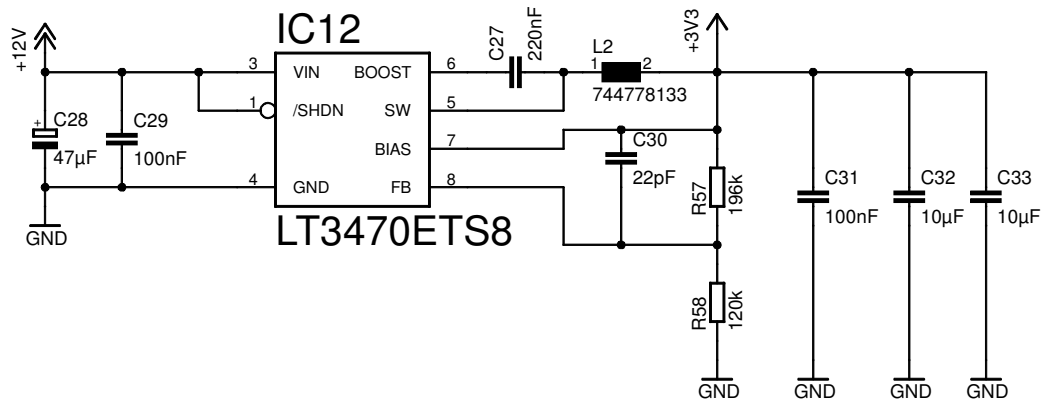 +12V
IC12
C27
220nF
+3V3
L2
3 VIN BOOST 6
1 2
744778133
1 /SHDN SW 5
+ C28
47µF
C29
100nF
BIAS 7
C30
22pF
4 GND FB 8
R57
196k
C31
100nF
C32
10µF
C33
10µF
GND
LT3470ETS8
R58
120k
GND
GND
GND
GND